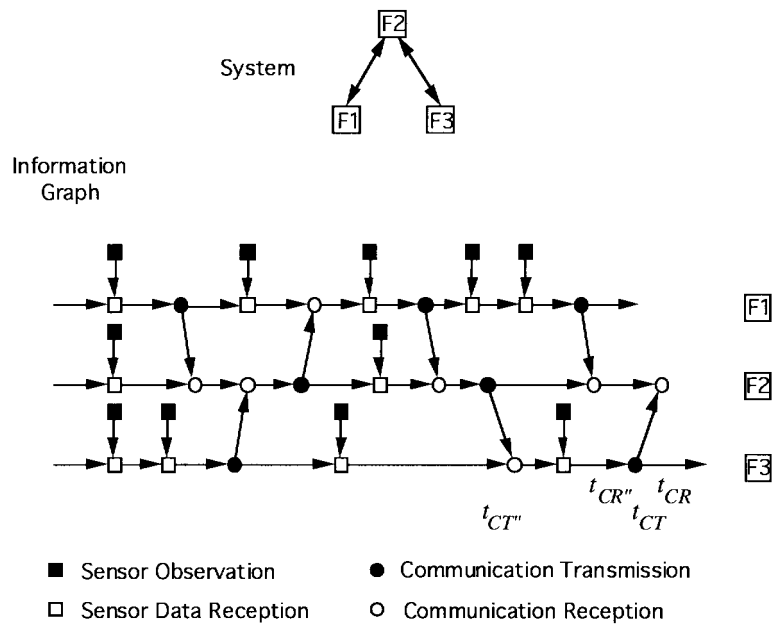 F2
System
F1 F3
Information
Graph
F1
F2
F3
t_CR" t_CR
t_CT" t_CT
Sensor Observation Communication Transmission
Sensor Data Reception Communication Reception